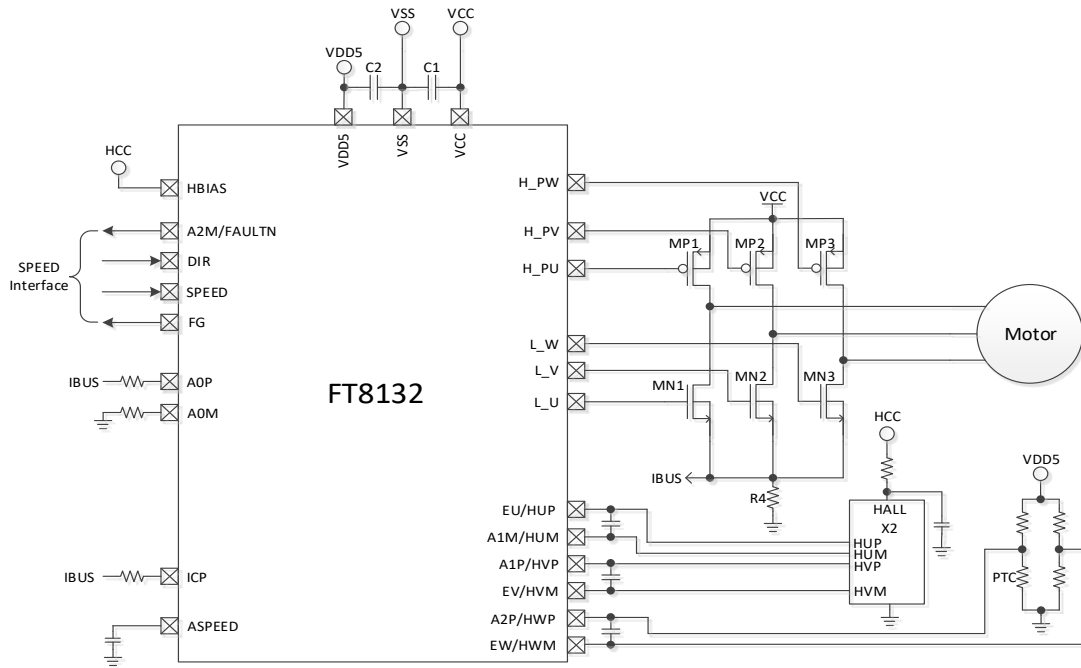 VSS
VCC
VDD5
C2
C1
VDD5
VSS
VCC
HCC
HBIAS
A2M/FAULTN
DIR
SPEED
FG
SPEED
Interface
IBUS
A0P
A0M
FT8132
IBUS
ICP
ASPEED
H_PW
H_PV
H_PU
L_W
L_V
L_U
EU/HUP
A1M/HUM
A1P/HVP
EV/HVM
A2P/HWP
EW/HWM
VCC
MP1
MP2
MP3
MN1
MN2
MN3
Motor
IBUS
R4
HCC
HALL
X2
HUP
HUM
HVP
HVM
VDD5
PTC